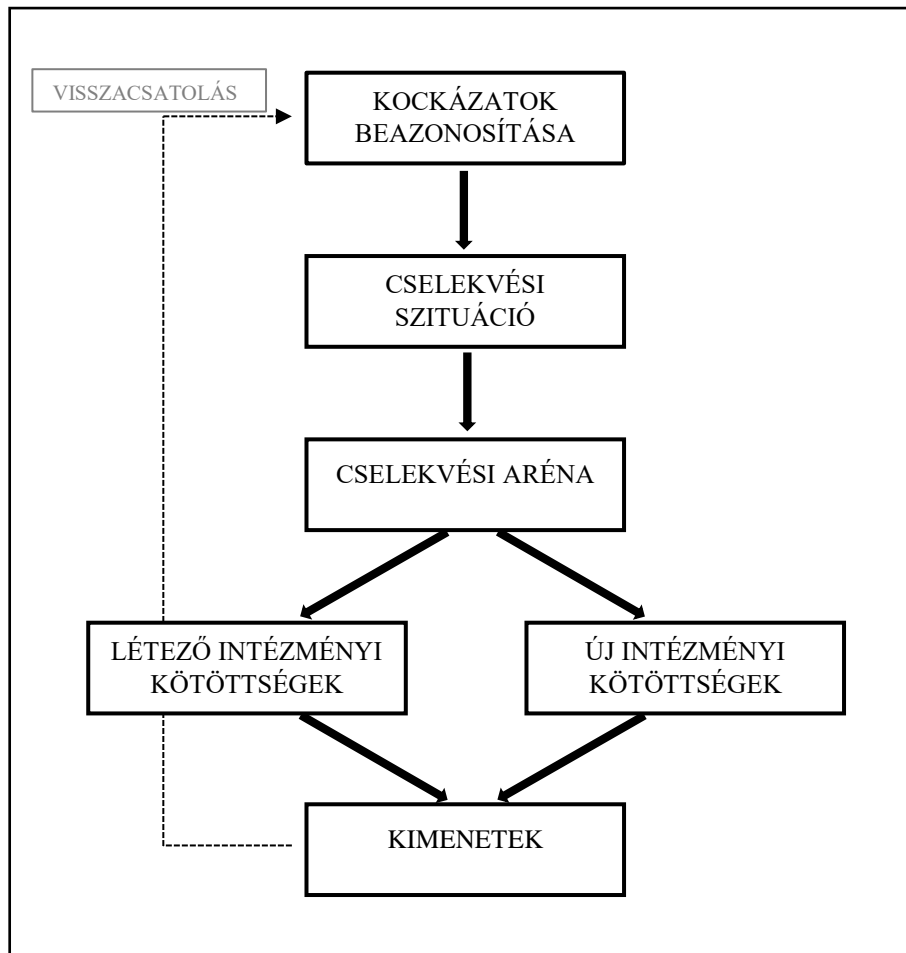 VISSZACSATOLÁS
KOCKÁZATOK
BEAZONOSÍTÁSA
CSELEKVÉSI
SZITUÁCIÓ
CSELEKVÉSI ARÉNA
LÉTEZŐ INTÉZMÉNYI
KÖTÖTTSÉGEK
ÚJ INTÉZMÉNYI
KÖTÖTTSÉGEK
KIMENETEK